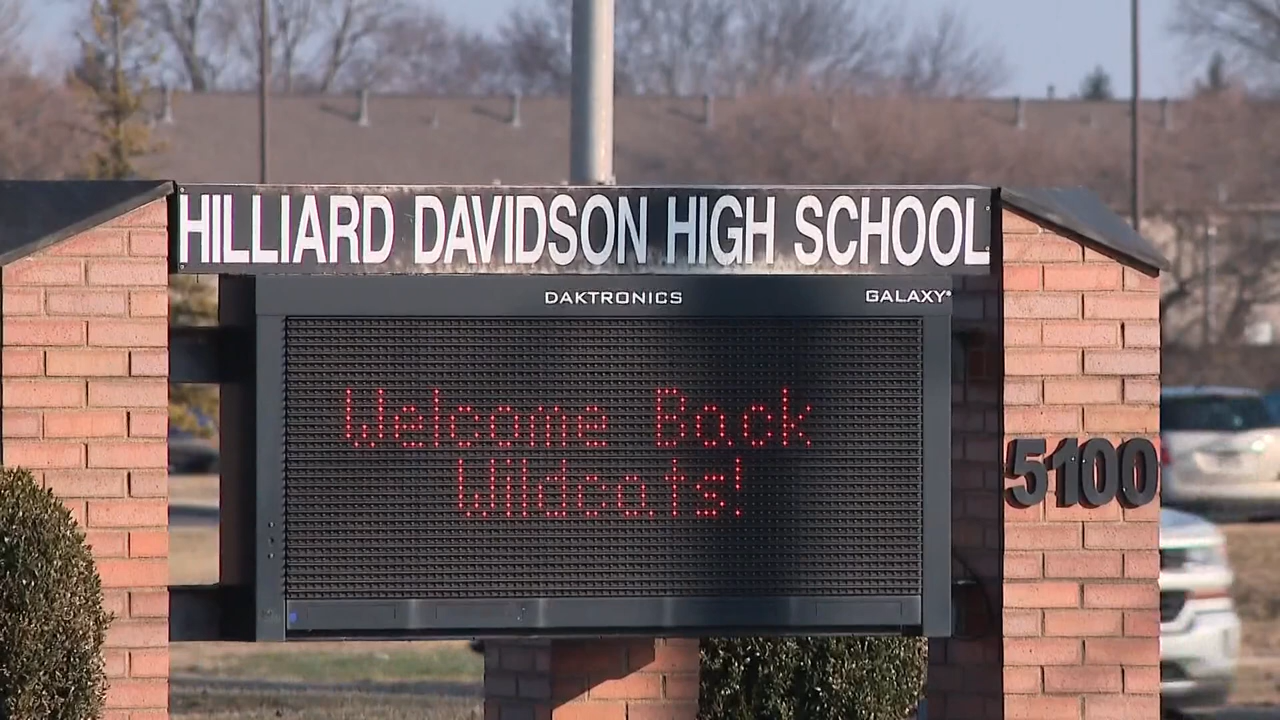 HILLIARD DAVIDSON HIGH SCHOOL
DAKTRONICS GALAXY®
Welcome Back
Wildcats!
5100